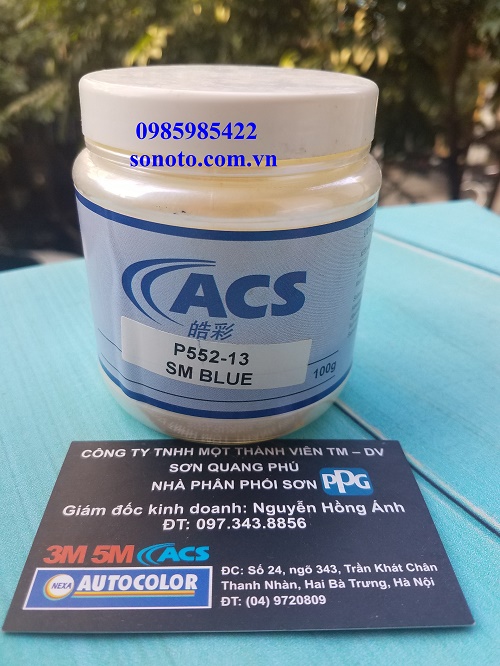 0985985422
sonoto.com.vn
ACS
皓彩
P552-13
SM BLUE
100g
CÔNG TY TNHH MỘT THÀNH VIÊN TM – DV
SƠN QUANG PHÚ
NHÀ PHÂN PHỐI SƠN PPG
Giám đốc kinh doanh: Nguyễn Hồng Ánh
ĐT: 097.343.8856
3M 5M ACS
NEXA AUTOCOLOR
ĐC: Số 24, ngõ 343, Trần Khát Chân
Thanh Nhàn, Hai Bà Trưng, Hà Nội
ĐT: (04) 9720809